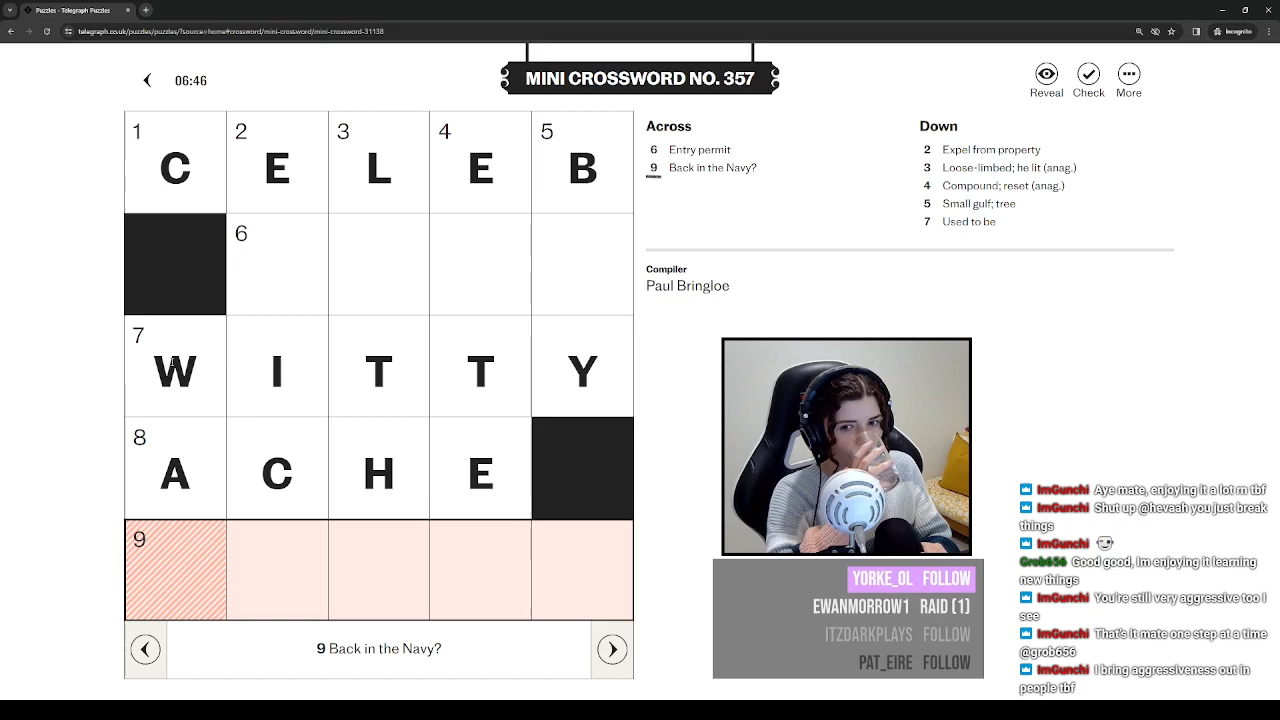 Puzzles - Telegraph Puzzles
telegraph.co.uk/puzzles/puzzles/?source=home#crossword/mini-crossword/mini-crossword-31138
Incognito
06:46
MINI CROSSWORD NO. 357
Reveal
Check
More
1 C
2 E
3 L
4 E
5 B
6
7 W
I
T
T
Y
8 A
C
H
E
9
9 Back in the Navy?
Across
6 Entry permit
9 Back in the Navy?
Down
2 Expel from property
3 Loose-limbed; he lit (anag.)
4 Compound; reset (anag.)
5 Small gulf; tree
7 Used to be
Compiler
Paul Bringloe
YORKE_OL FOLLOW
EWANMORROW1 RAID (1)
ITZDARKPLAYS FOLLOW
PAT_EIRE FOLLOW
ImGunchi Aye mate, enjoying it a lot rn tbf
ImGunchi Shut up @hevaah you just break
things
ImGunchi
Grob656 Good good, Im enjoying it learning
new things
ImGunchi You're still very aggressive too I
see
ImGunchi That's it mate one step at a time
@grob656
ImGunchi I bring aggressiveness out in
people tbf